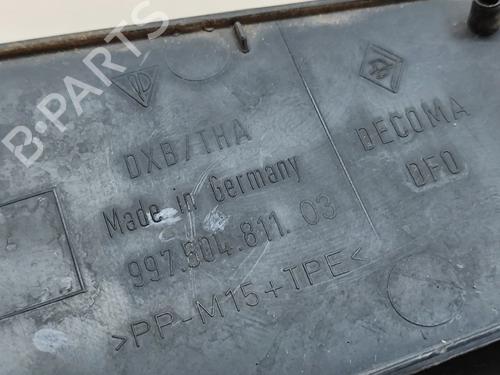 B-PARTS
DXB/THA
Made in Germany
997.504.811.03
>PP-M15+TPE<
DECOMA
DFO